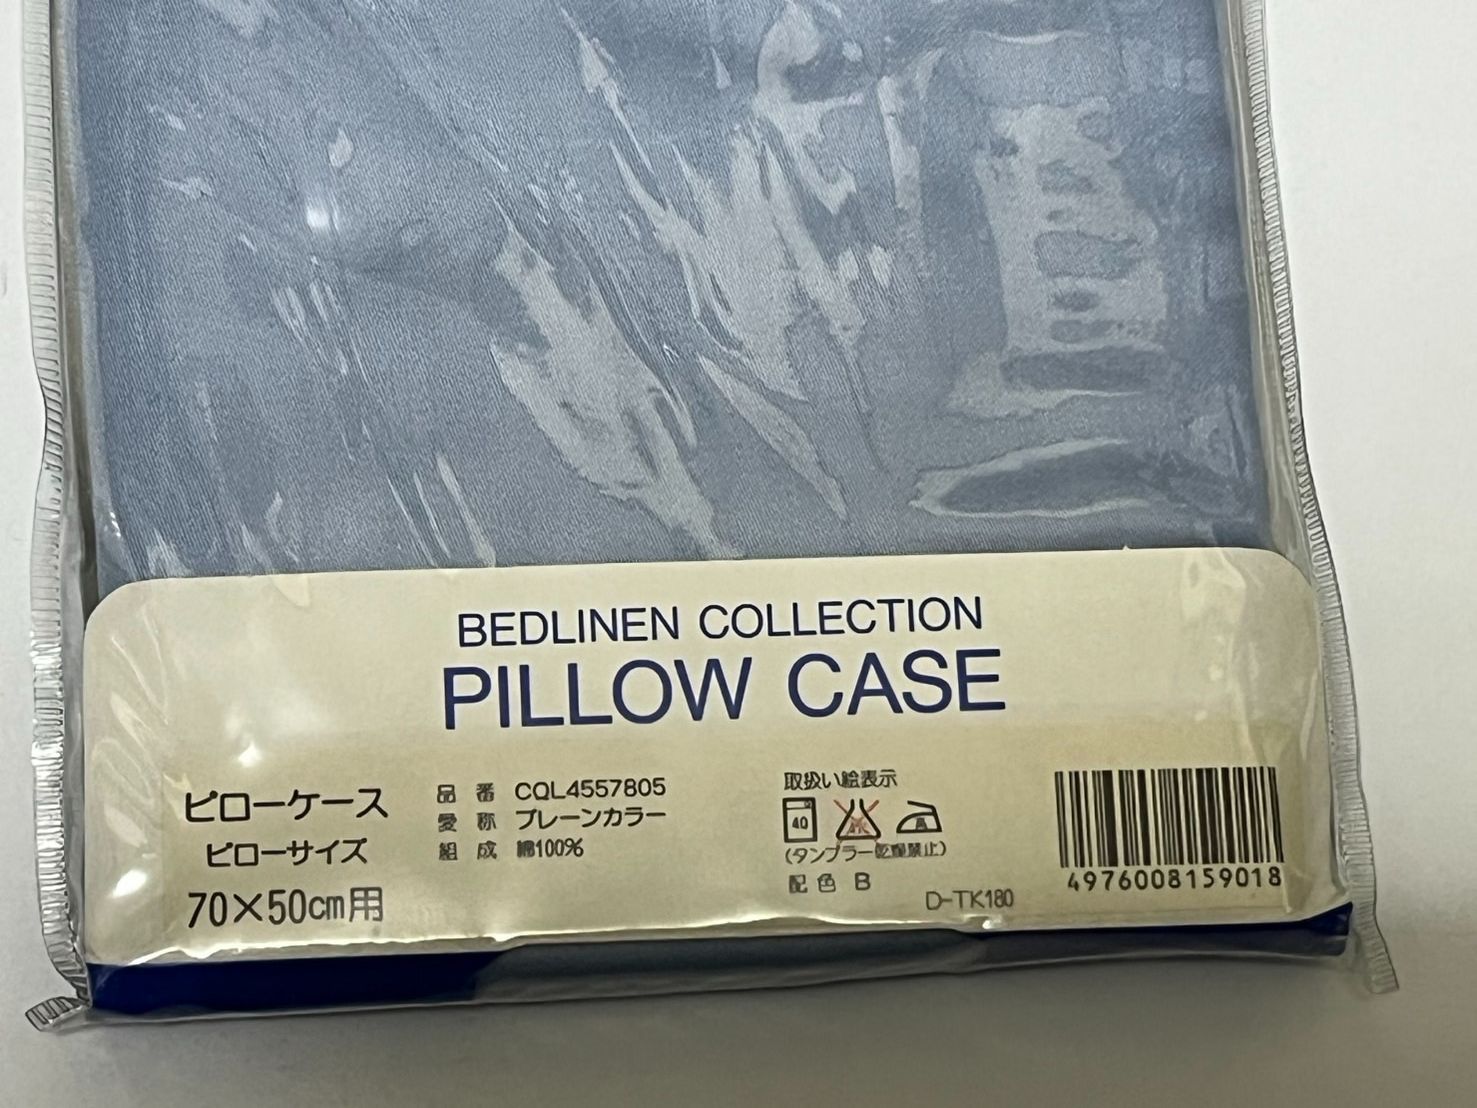 BEDLINEN COLLECTION
PILLOW CASE
ピローケース
ピローサイズ
70×50cm用
品番 CQL4557805
愛称 プレーンカラー
組成 綿100%
取扱い絵表示
40
(タンブラー乾燥禁止)
配色 B
D-TK180
4976008159018